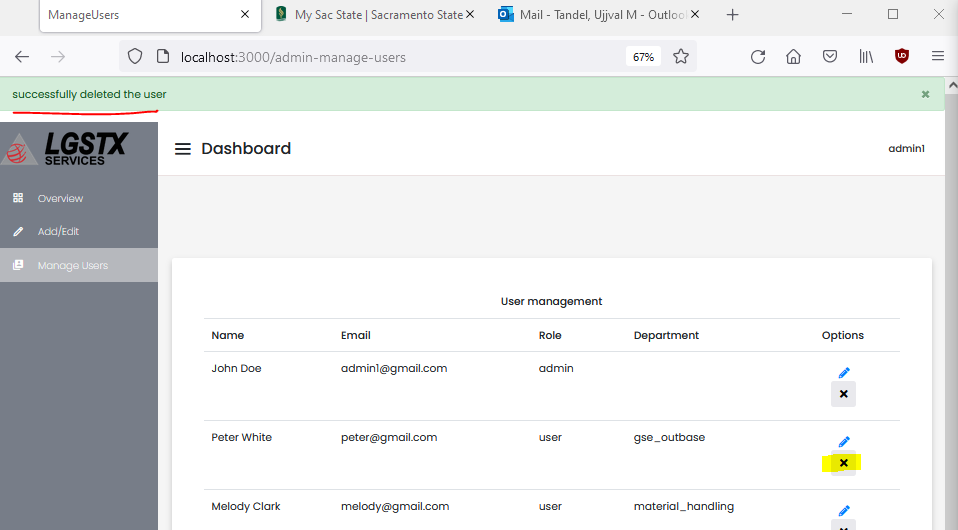 ManageUsers
My Sac State | Sacramento State
Mail - Tandel, Ujjval M - Outlook
localhost:3000/admin-manage-users
67%
successfully deleted the user
LGSTX
SERVICES
Dashboard
admin1
Overview
Add/Edit
Manage Users
User management
Name Email Role Department Options
John Doe admin1@gmail.com admin
Peter White peter@gmail.com user gse_outbase
Melody Clark melody@gmail.com user material_handling